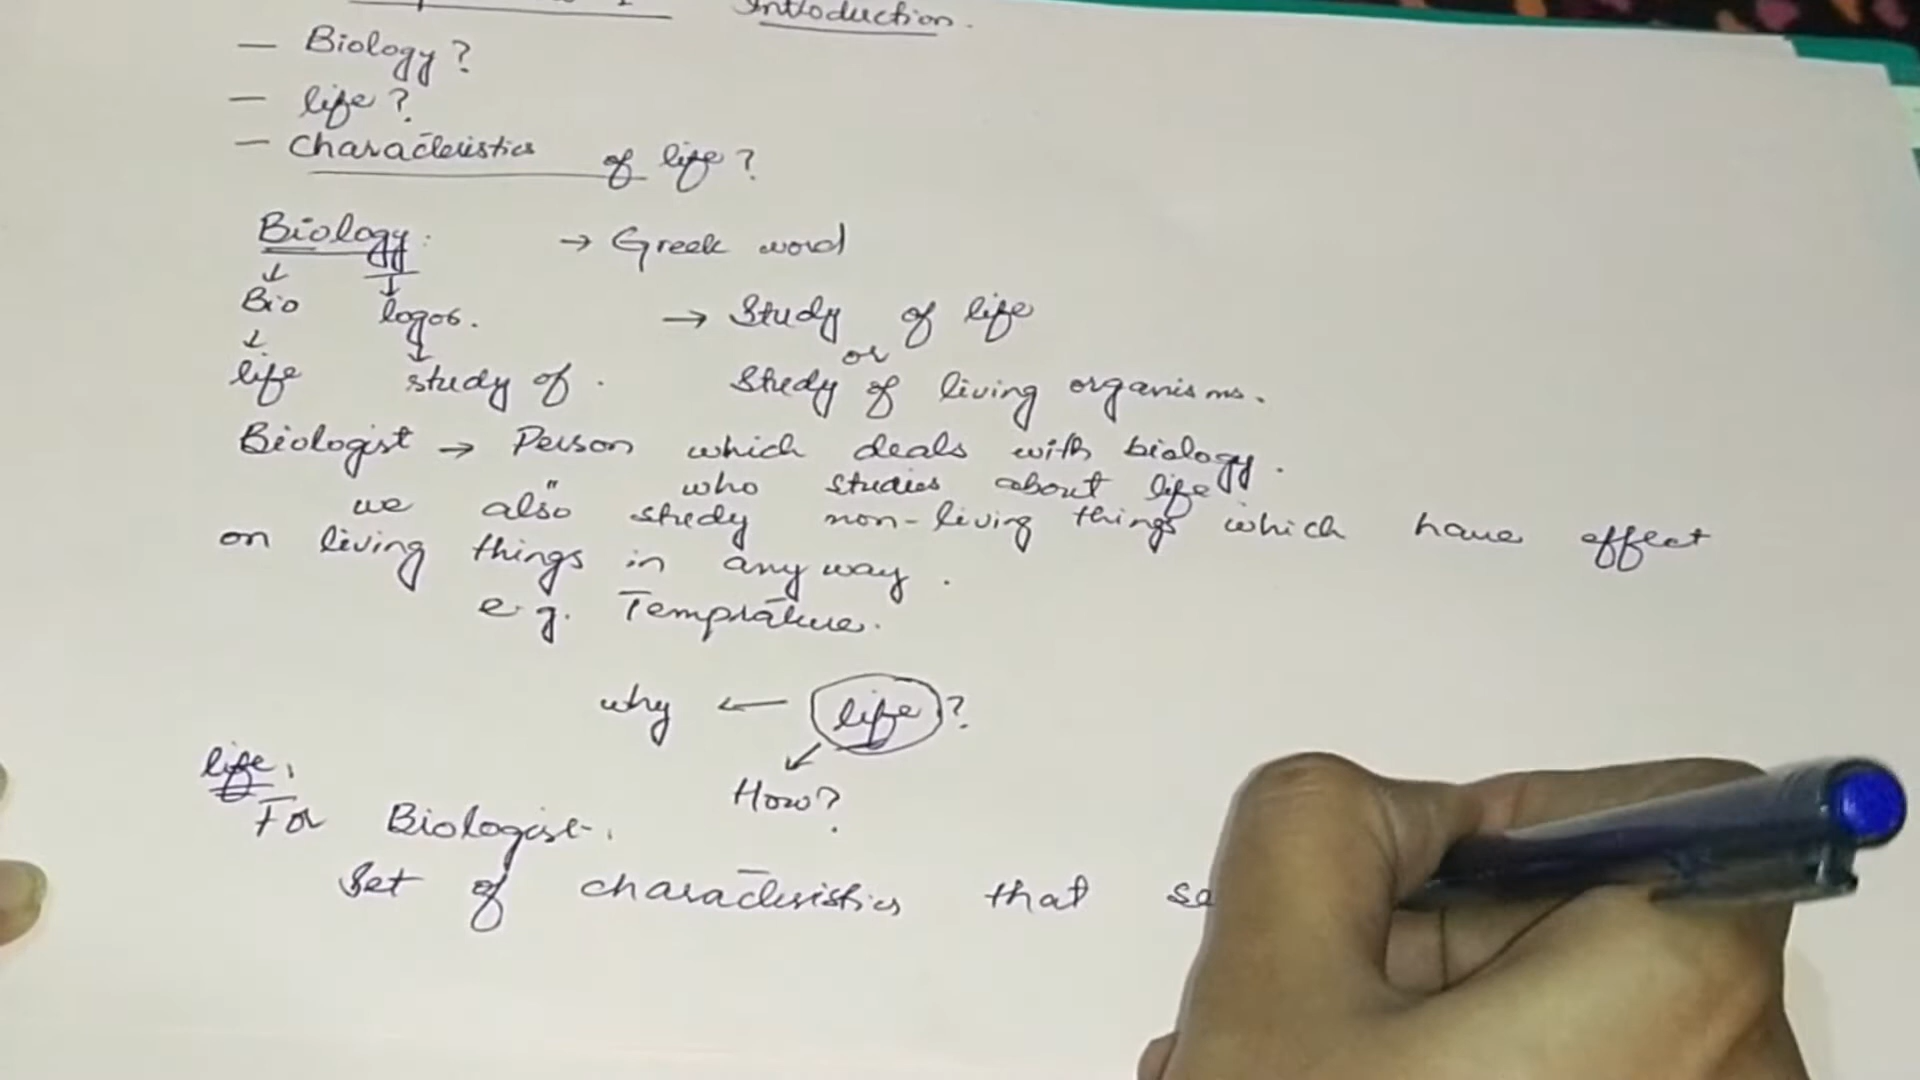 Introduction.
— Biology?
— life?
— characteristics of life?
Biology: → Greek word
↓ ↓
Bio logos. → Study of life
↓ ↓ or
life study of. Study of living organisms.
Biologist → Person which deals with biology.
" who studies about life
we also study non-living things which have effect
on living things in any way.
e.g. Temprature.
why ← life?
life, How?
For Biologist.
Set of characteristics that se